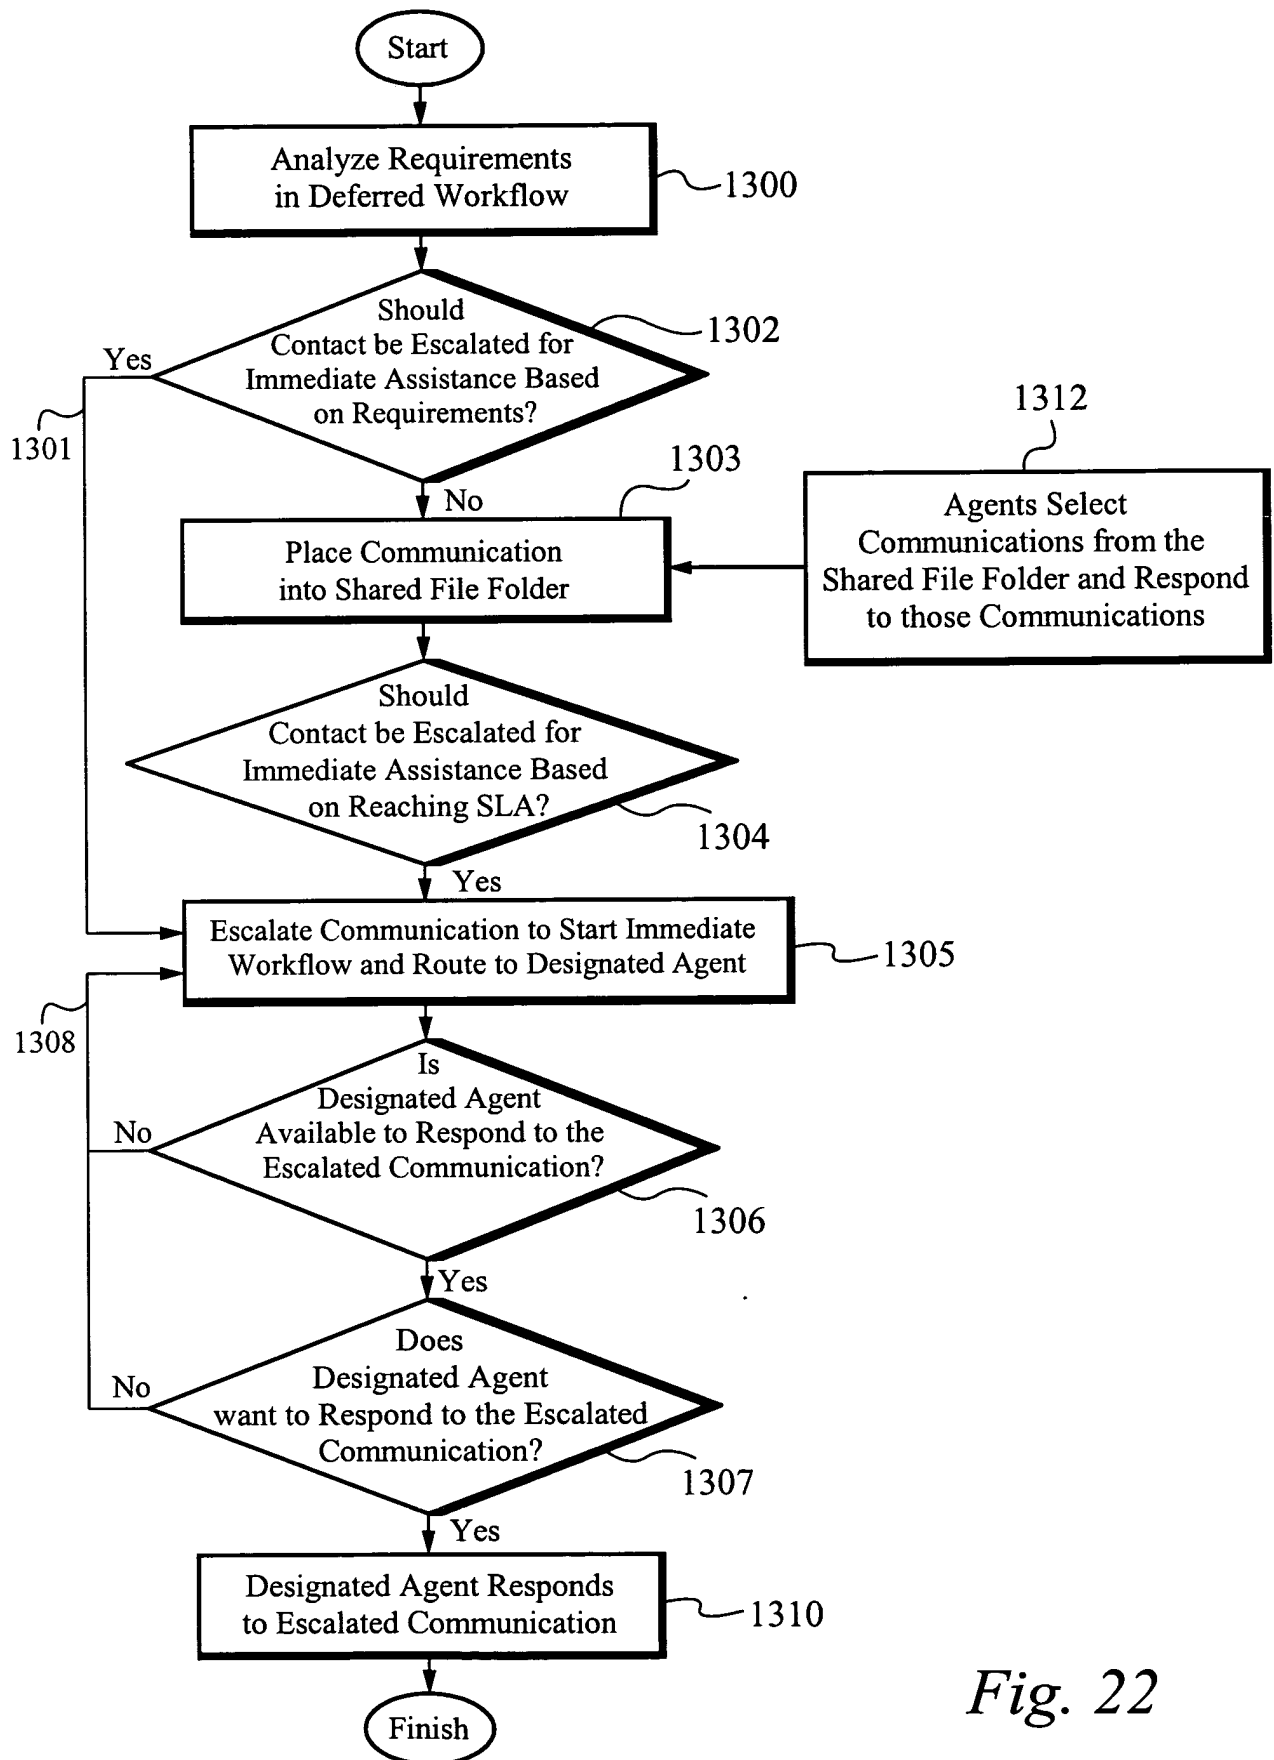 Start
Analyze Requirements
in Deferred Workflow
1300
Should
Contact be Escalated for
Immediate Assistance Based
on Requirements?
1302
Yes
1301
No
1303
1312
Place Communication
into Shared File Folder
Agents Select
Communications from the
Shared File Folder and Respond
to those Communications
Should
Contact be Escalated for
Immediate Assistance Based
on Reaching SLA?
1304
Yes
Escalate Communication to Start Immediate
Workflow and Route to Designated Agent
1305
1308
Is
Designated Agent
Available to Respond to the
Escalated Communication?
No
1306
Yes
Does
Designated Agent
want to Respond to the Escalated
Communication?
No
1307
Yes
Designated Agent Responds
to Escalated Communication
1310
Finish
Fig. 22